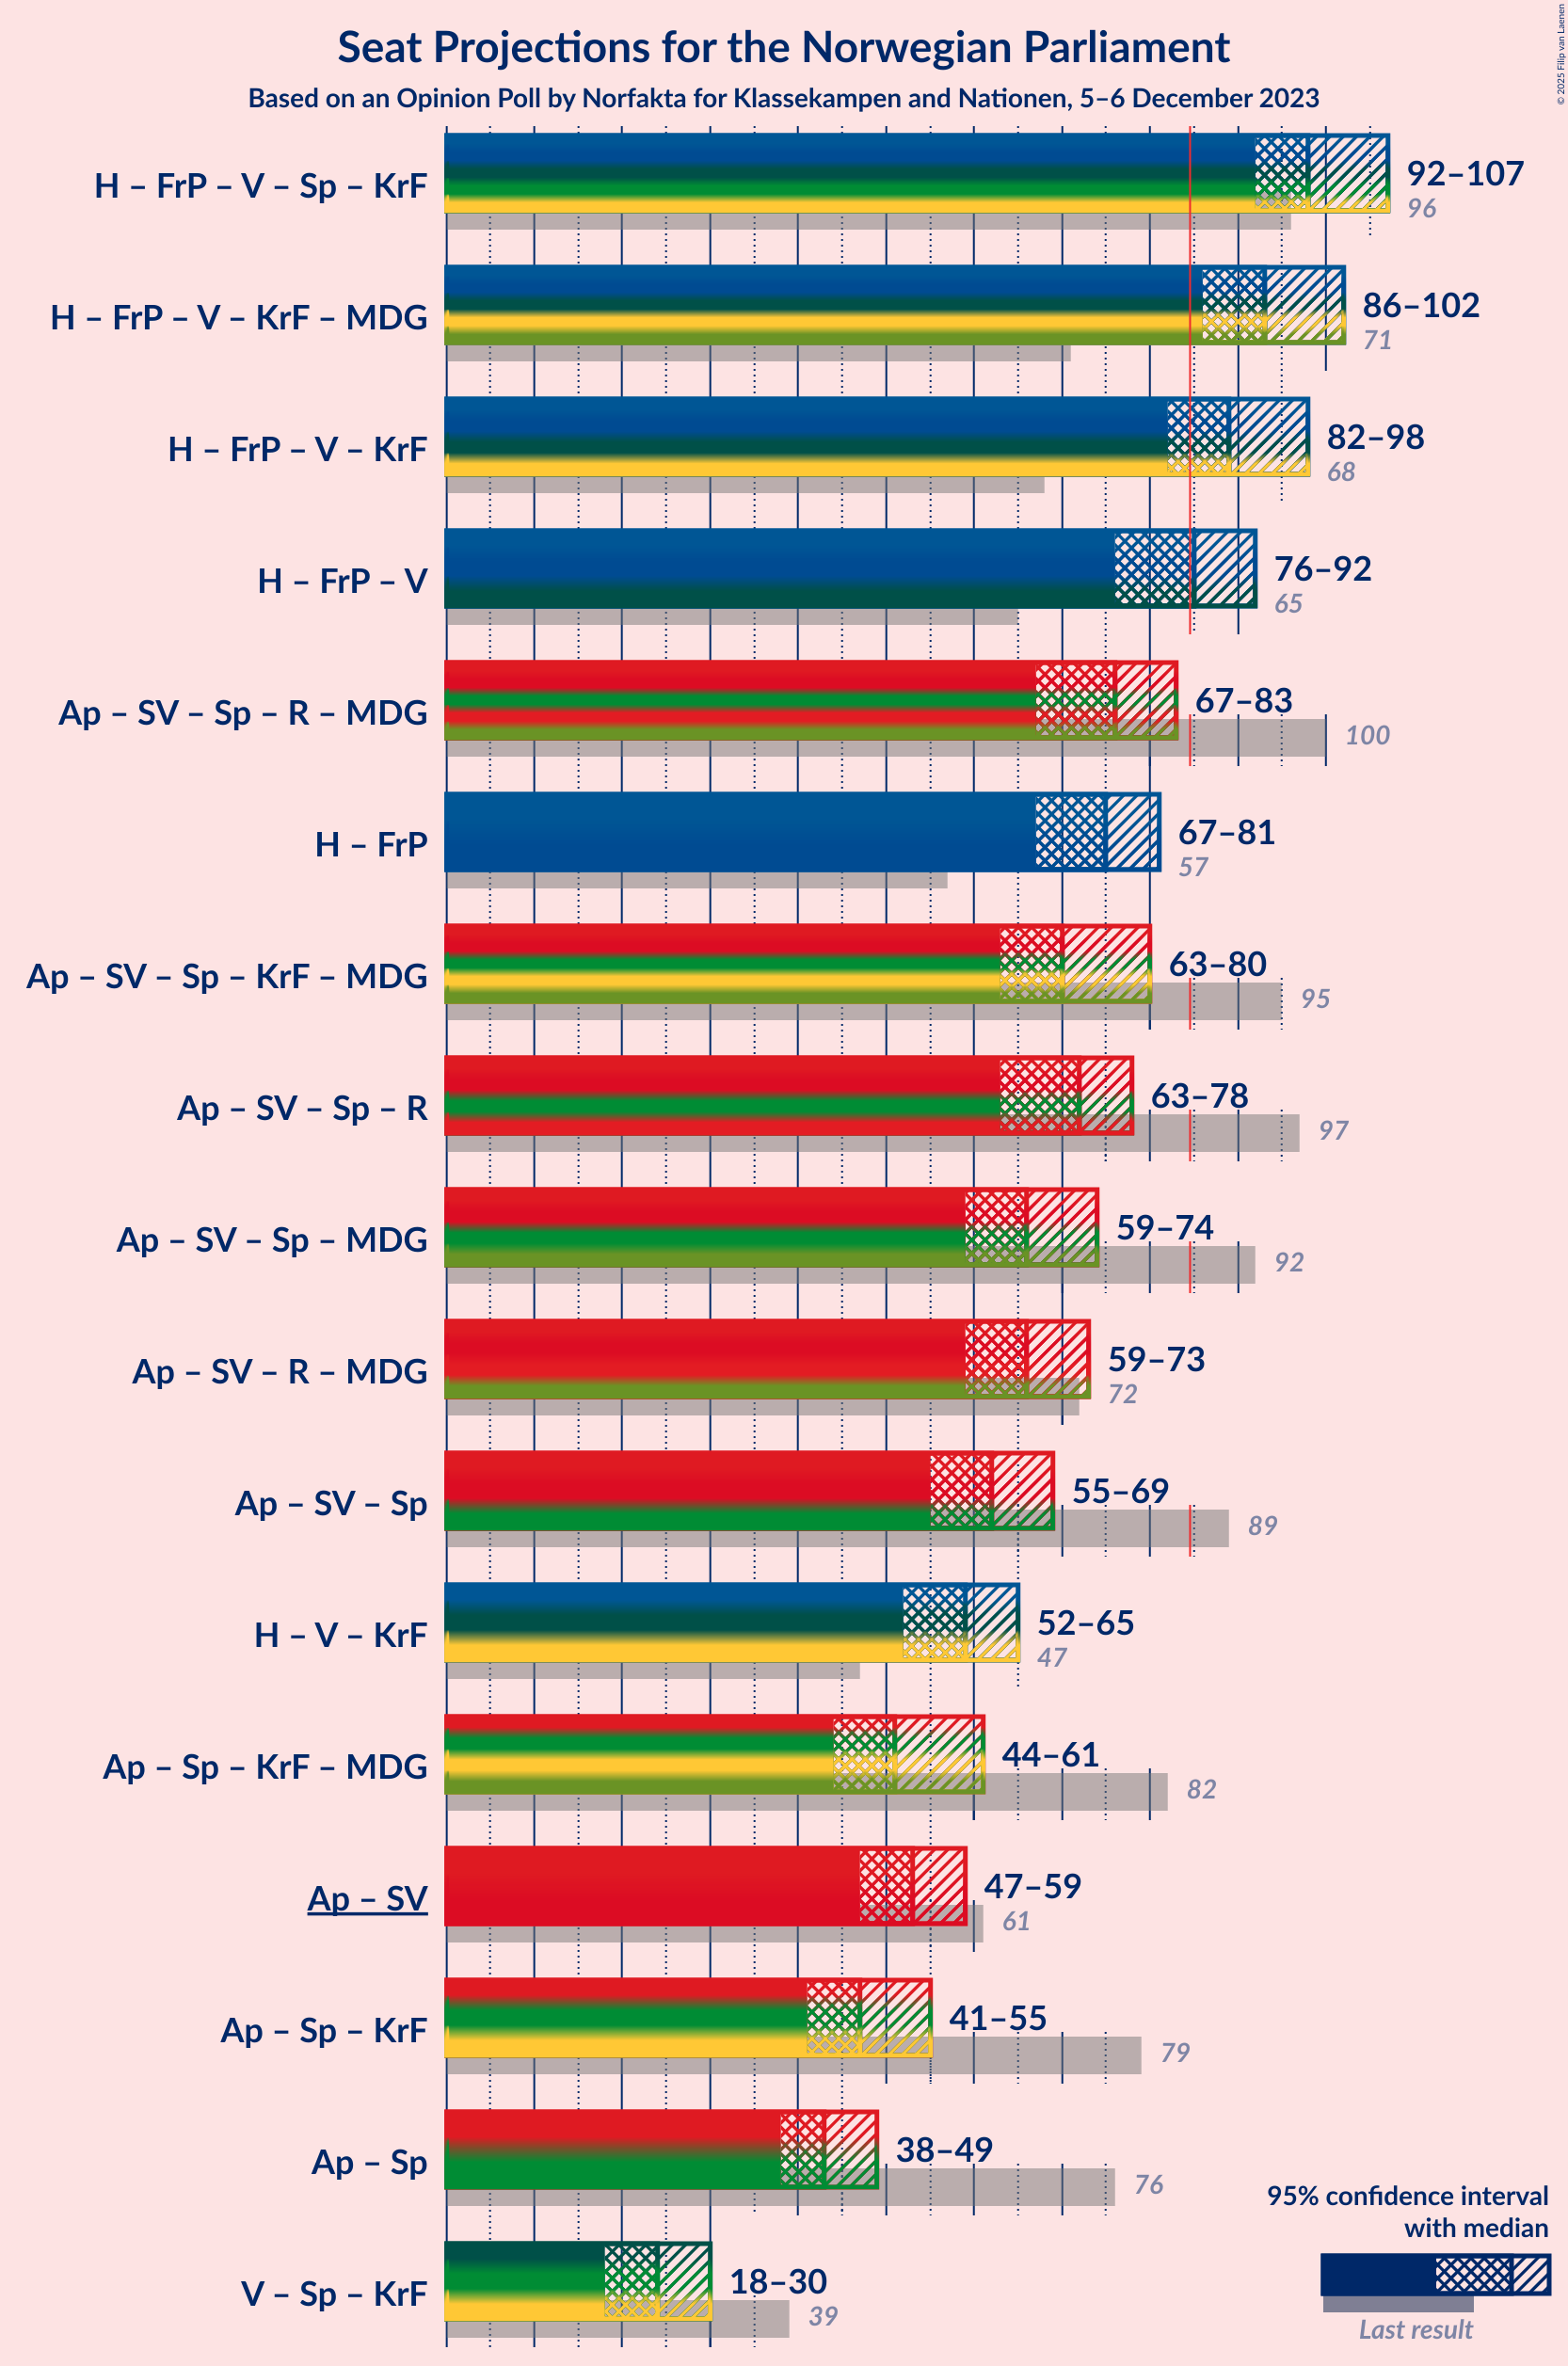 © 2025 Filip van Laenen
Seat Projections for the Norwegian Parliament
Based on an Opinion Poll by Norfakta for Klassekampen and Nationen, 5–6 December 2023
H – FrP – V – Sp – KrF
92–107
96
H – FrP – V – KrF – MDG
86–102
71
H – FrP – V – KrF
82–98
68
H – FrP – V
76–92
65
Ap – SV – Sp – R – MDG
67–83
100
H – FrP
67–81
57
Ap – SV – Sp – KrF – MDG
63–80
95
Ap – SV – Sp – R
63–78
97
Ap – SV – Sp – MDG
59–74
92
Ap – SV – R – MDG
59–73
72
Ap – SV – Sp
55–69
89
H – V – KrF
52–65
47
Ap – Sp – KrF – MDG
44–61
82
Ap – SV
47–59
61
Ap – Sp – KrF
41–55
79
Ap – Sp
38–49
76
V – Sp – KrF
18–30
39
95% confidence interval
with median
Last result